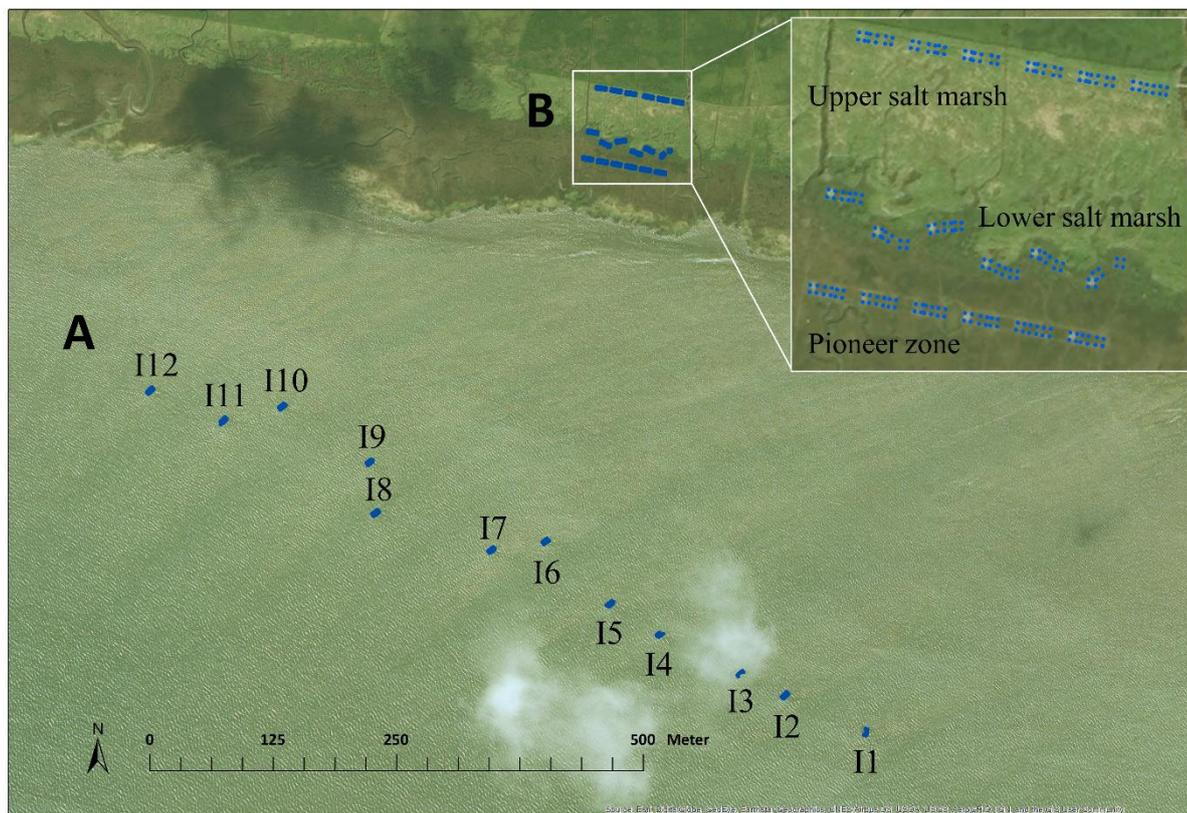 B
Upper salt marsh
Lower salt marsh
Pioneer zone
A
I12
I11
I10
I9
I8
I7
I6
I5
I4
I3
I2
I1
N
0 125 250 500 Meter